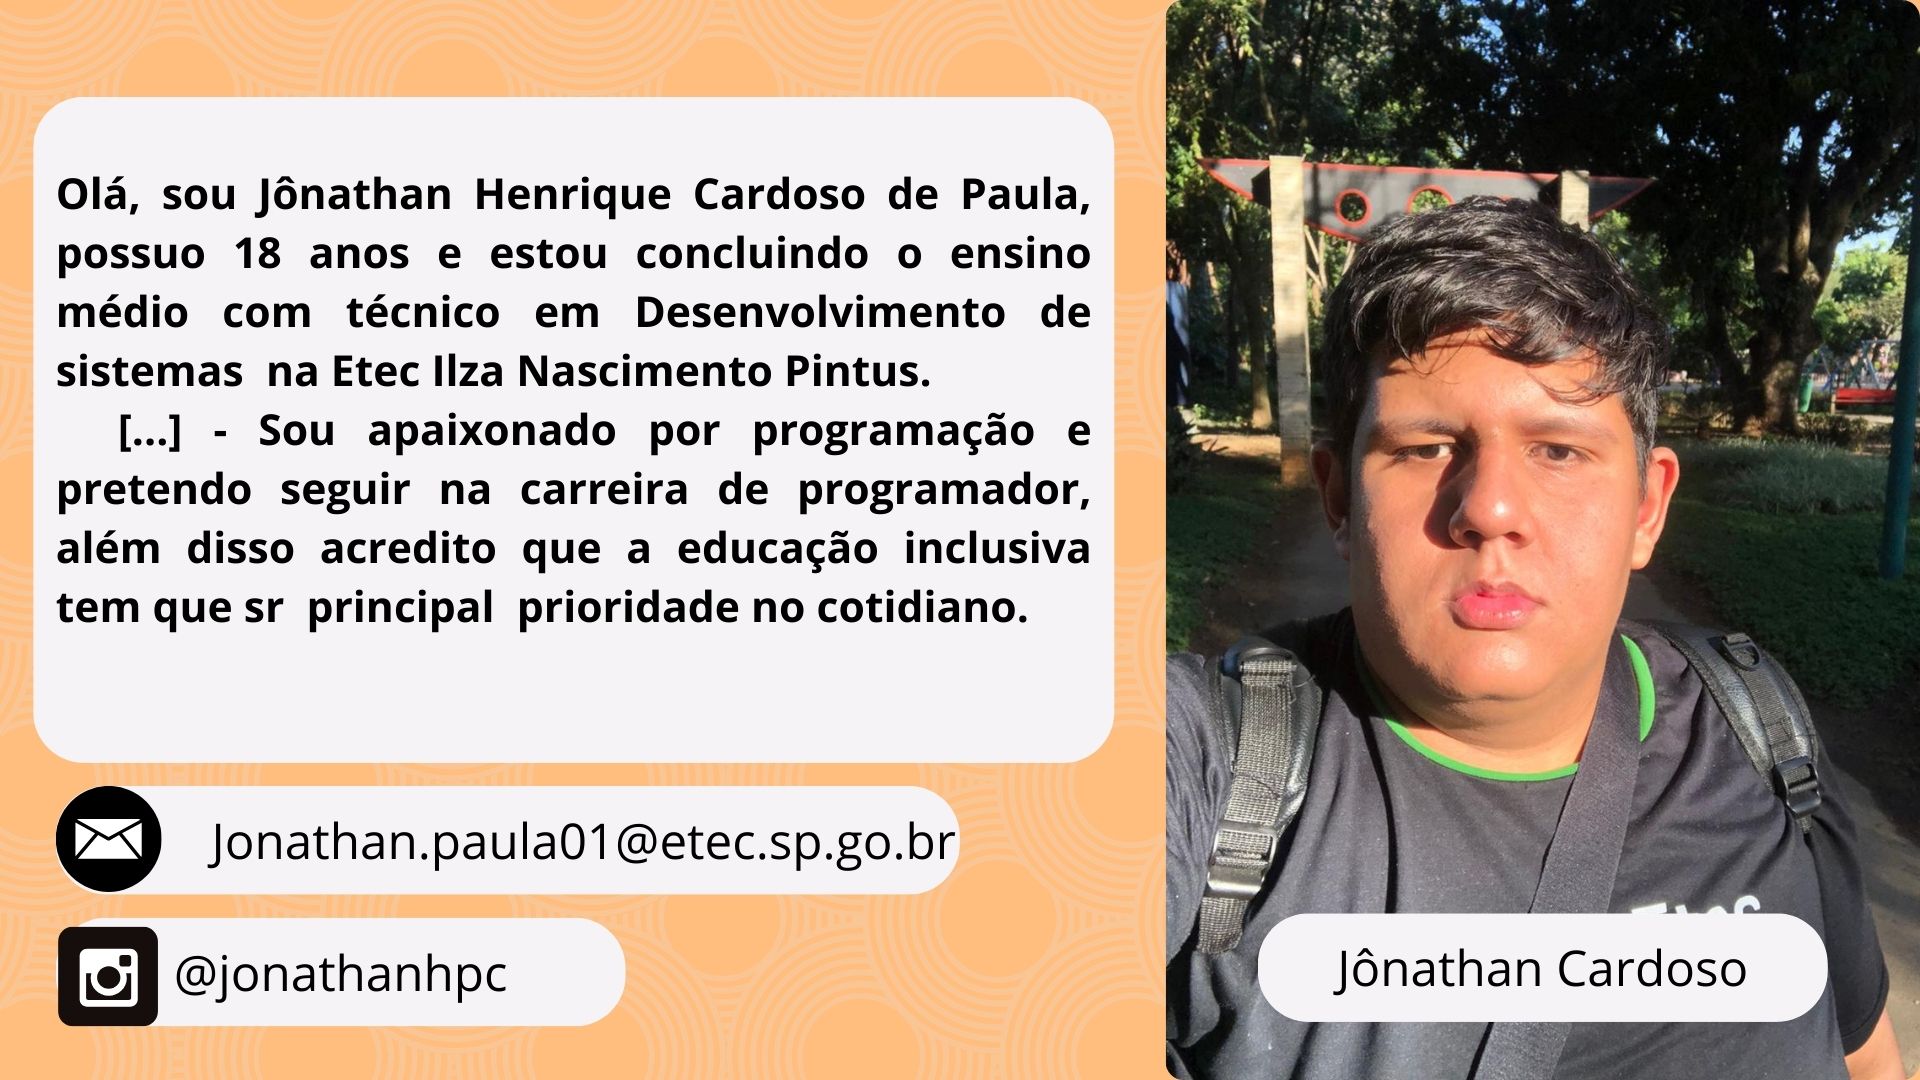 Olá, sou Jônathan Henrique Cardoso de Paula,
possuo 18 anos e estou concluindo o ensino
médio com técnico em Desenvolvimento de
sistemas na Etec Ilza Nascimento Pintus.
[...] - Sou apaixonado por programação e
pretendo seguir na carreira de programador,
além disso acredito que a educação inclusiva
tem que sr principal prioridade no cotidiano.
Jonathan.paula01@etec.sp.go.br
@jonathanhpc
Jônathan Cardoso